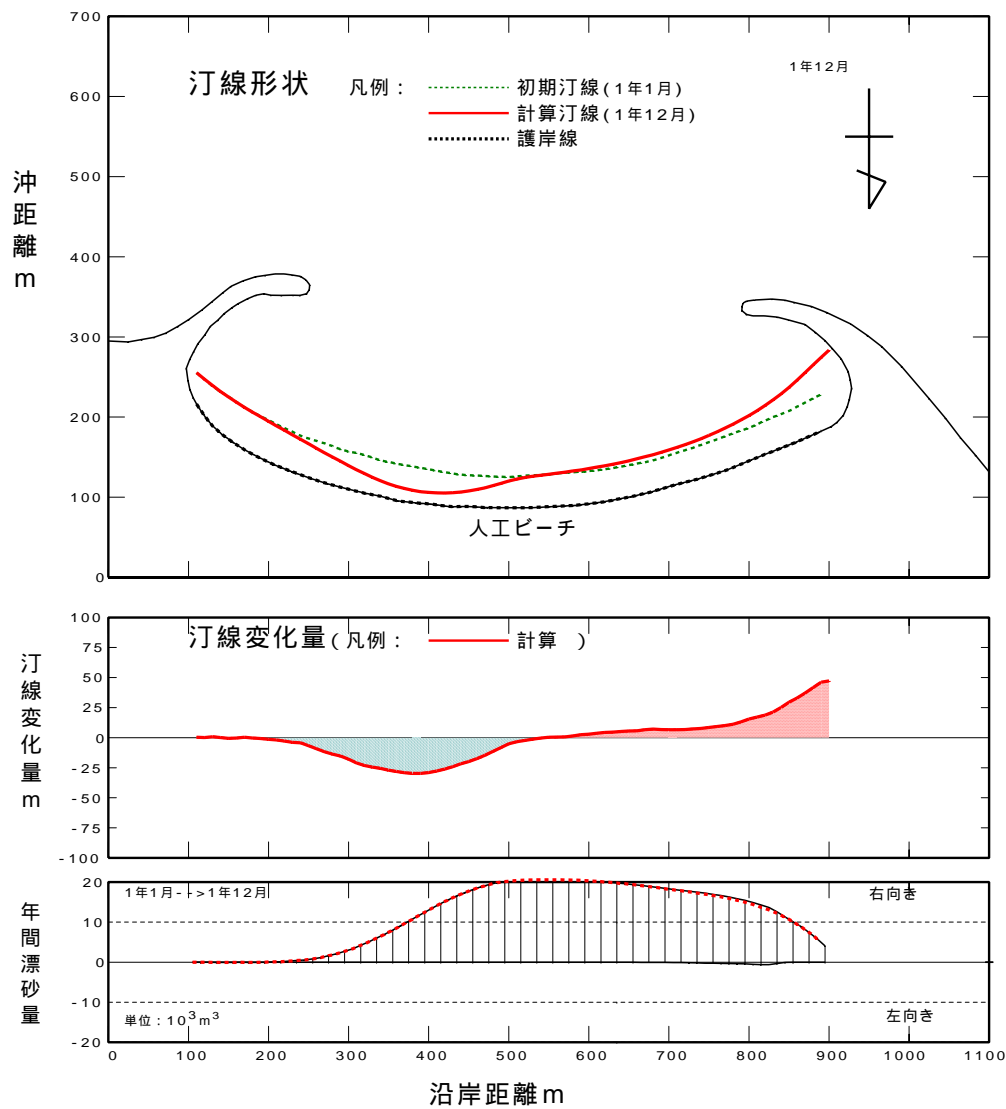 700
600
500
400
300
200
100
0
沖距離m
汀線形状 凡例：
初期汀線(1年1月)
計算汀線(1年12月)
護岸線
1年12月
人工ビーチ
100
75
50
25
0
-25
-50
-75
-100
汀線変化量m
汀線変化量(凡例： 計算 )
20
10
0
-10
-20
年間漂砂量
1年1月-->1年12月
右向き
単位：10³m³
左向き
0 100 200 300 400 500 600 700 800 900 1000 1100
沿岸距離m